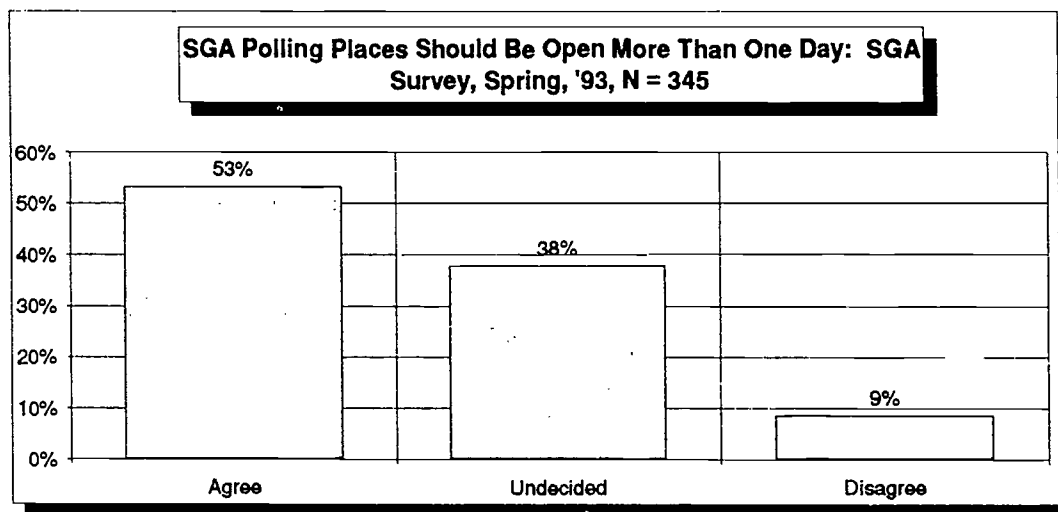 SGA Polling Places Should Be Open More Than One Day: SGA
Survey, Spring, '93, N = 345
60%
50%
40%
30%
20%
10%
0%
53%
38%
9%
Agree
Undecided
Disagree